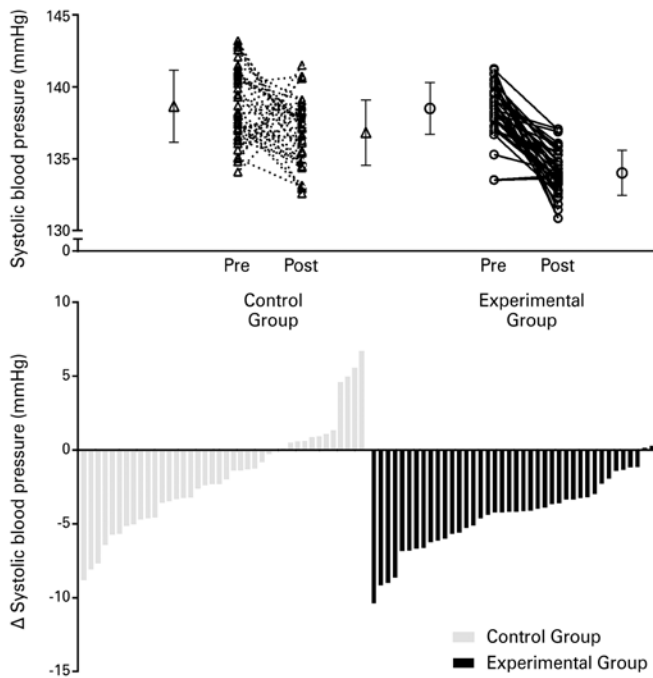 Systolic blood pressure (mmHg)
145
140
135
130
0
Pre Post
Control
Group
Pre Post
Experimental
Group
Δ Systolic blood pressure (mmHg)
10
5
0
-5
-10
-15
Control Group
Experimental Group